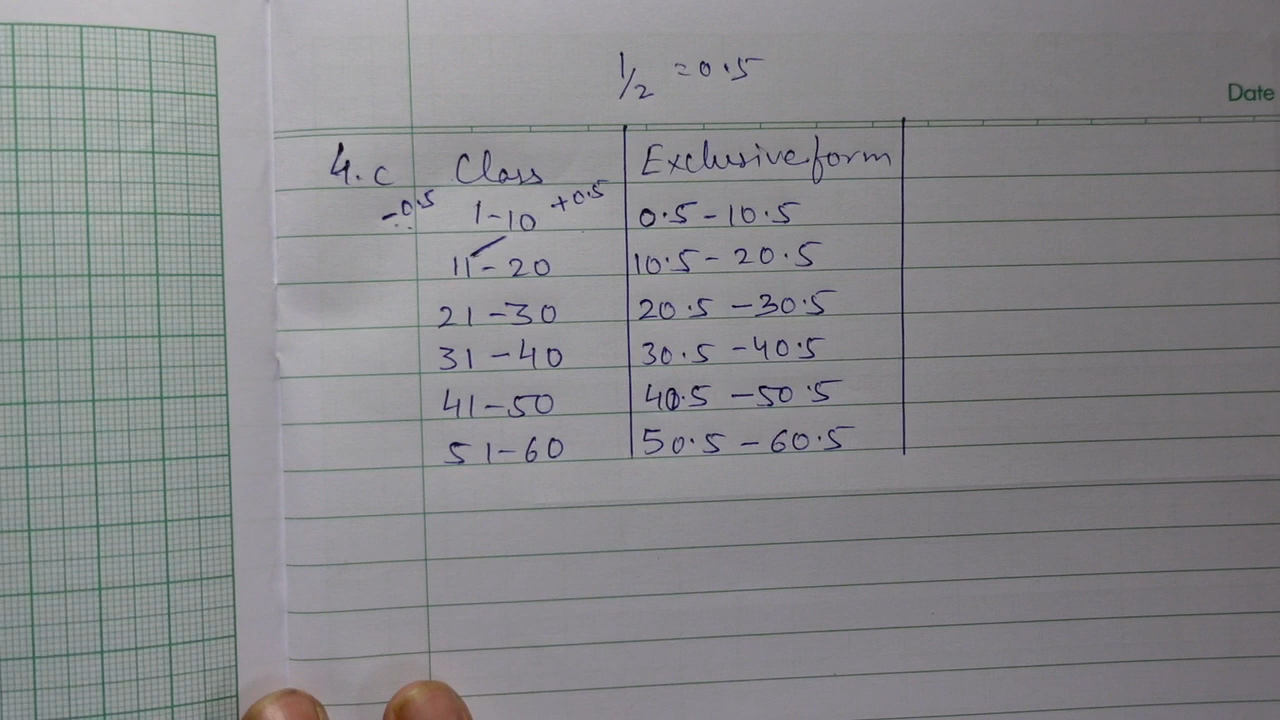 1/2 = 0.5
Date
4. c Class Exclusive form
-0.5 1-10 +0.5 0.5-10.5
11-20 10.5-20.5
21-30 20.5-30.5
31-40 30.5-40.5
41-50 40.5-50.5
51-60 50.5-60.5